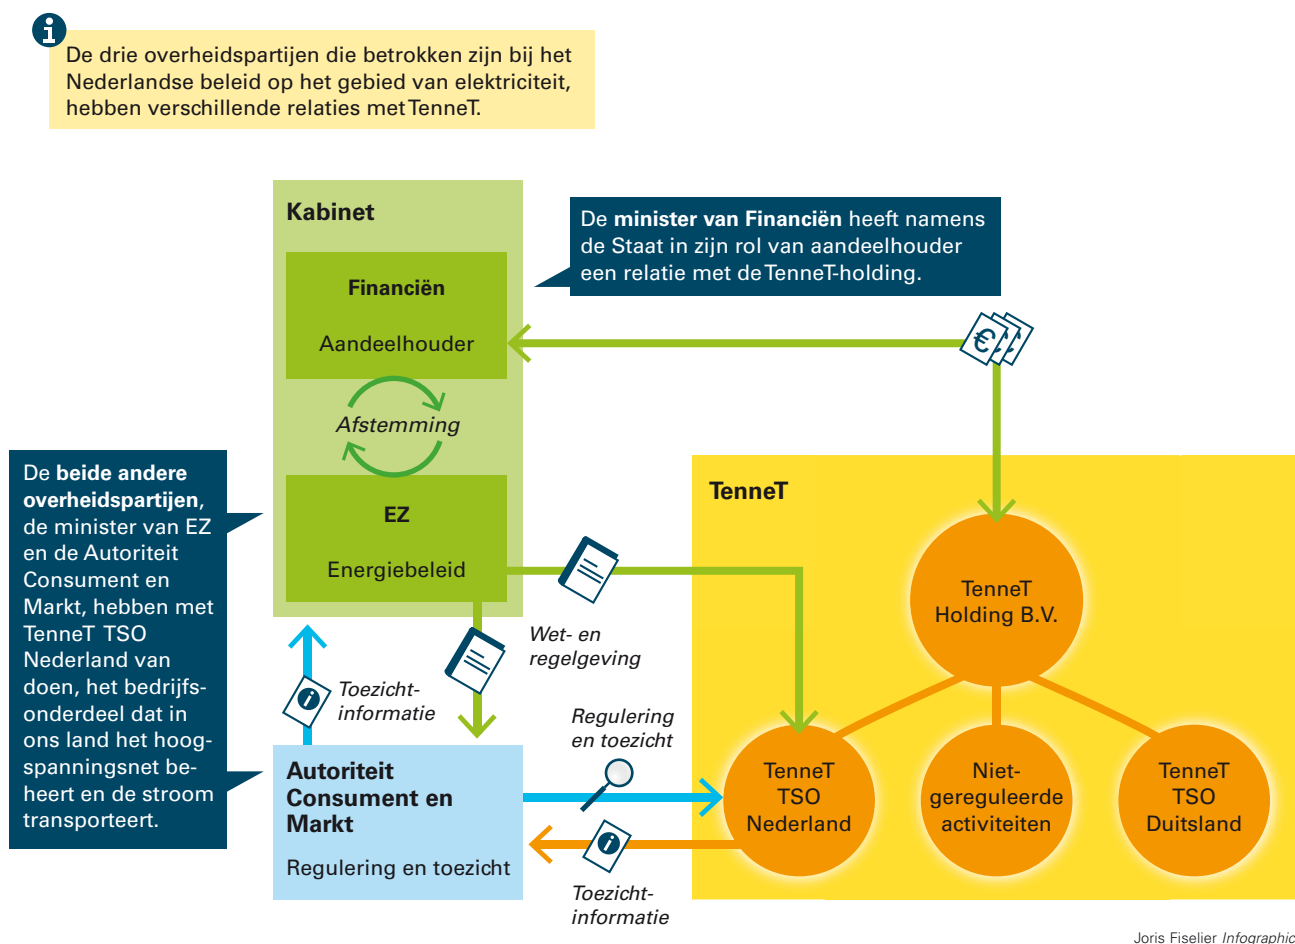 De drie overheidspartijen die betrokken zijn bij het
Nederlandse beleid op het gebied van elektriciteit,
hebben verschillende relaties met TenneT.
Kabinet
De minister van Financiën heeft namens
de Staat in zijn rol van aandeelhouder
een relatie met de TenneT-holding.
Financiën
Aandeelhouder
€
Afstemming
De beide andere
overheidspartijen,
de minister van EZ
en de Autoriteit
Consument en
Markt, hebben met
TenneT TSO
Nederland van
doen, het bedrijfs-
onderdeel dat in
ons land het hoog-
spanningsnet be-
heert en de stroom
transporteert.
EZ
Energiebeleid
TenneT
TenneT
Holding B.V.
Wet- en
regelgeving
Toezicht-
informatie
Regulering
en toezicht
Autoriteit
Consument en
Markt
Regulering en toezicht
TenneT
TSO
Nederland
Niet-
gereguleerde
activiteiten
TenneT
TSO
Duitsland
Toezicht-
informatie
Joris Fiselier Infographic